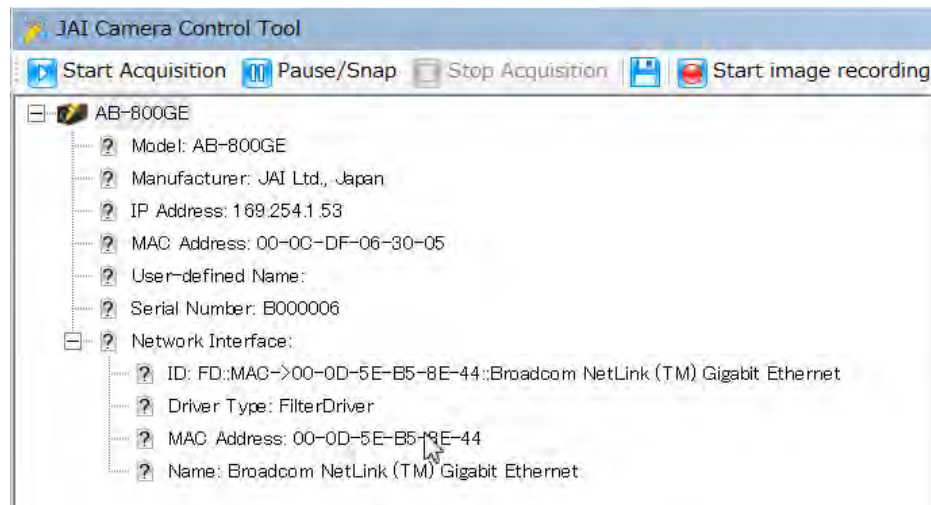 JAI Camera Control Tool
Start Acquisition Pause/Snap Stop Acquisition Start image recording
AB-800GE
Model: AB-800GE
Manufacturer: JAI Ltd., Japan
IP Address: 169.254.1.53
MAC Address: 00-0C-DF-06-30-05
User-defined Name:
Serial Number: B000006
Network Interface:
ID: FD::MAC->00-0D-5E-B5-8E-44::Broadcom NetLink (TM) Gigabit Ethernet
Driver Type: FilterDriver
MAC Address: 00-0D-5E-B5-8E-44
Name: Broadcom NetLink (TM) Gigabit Ethernet